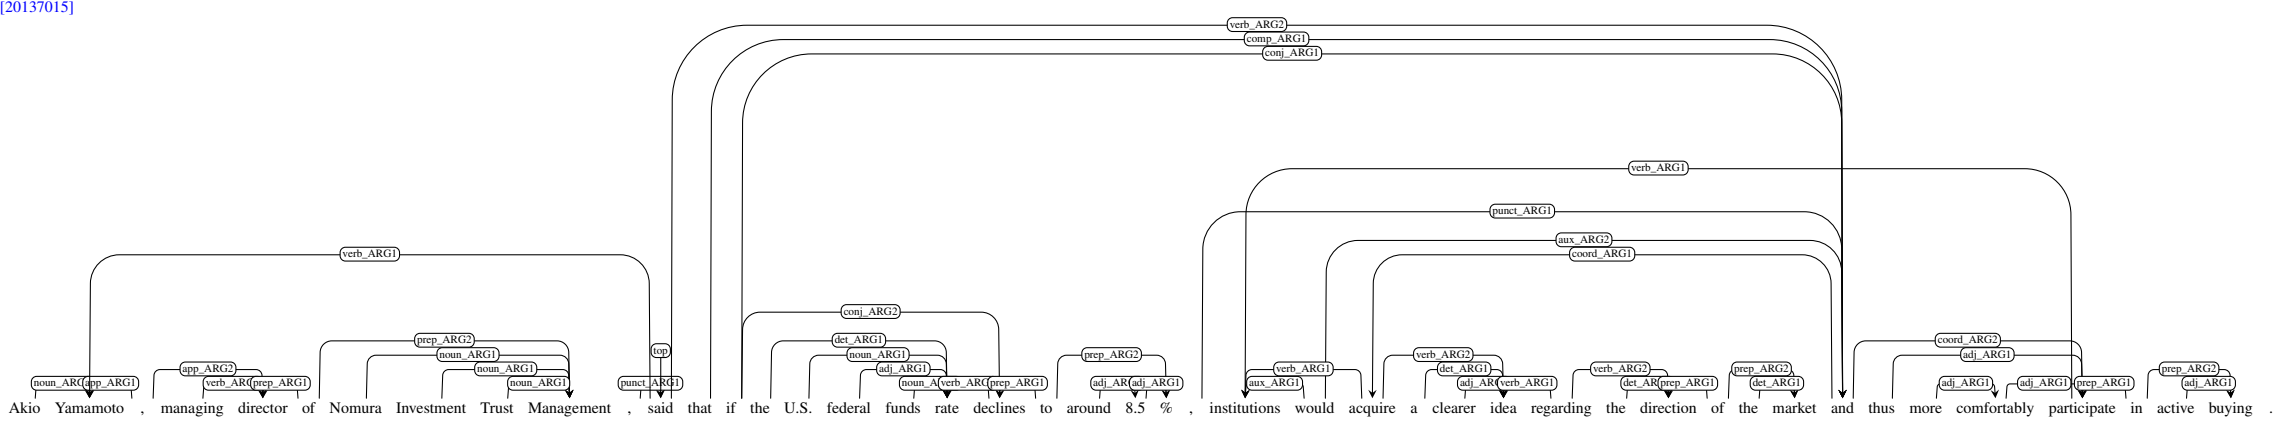 [20137015]
verb_ARG2
comp_ARG1
conj_ARG1
verb_ARG1
punct_ARG1
aux_ARG2
verb_ARG1 coord_ARG1
conj_ARG2
prep_ARG2 det_ARG1 coord_ARG2
top
noun_ARG1 noun_ARG1 prep_ARG2 verb_ARG2 adj_ARG1
app_ARG2 noun_ARG1 adj_ARG1 verb_ARG1 det_ARG1 verb_ARG2 prep_ARG2 prep_ARG2
app_ARG1 prep_ARG1 noun_ARG1 punct_ARG1 prep_ARG1 adj_ARG1 aux_ARG1 verb_ARG1 prep_ARG1 det_ARG1 adj_ARG1 adj_ARG1 prep_ARG1 adj_ARG1
Akio Yamamoto , managing director of Nomura Investment Trust Management , said that if the U.S. federal funds rate declines to around 8.5 % , institutions would acquire a clearer idea regarding the direction of the market and thus more comfortably participate in active buying .